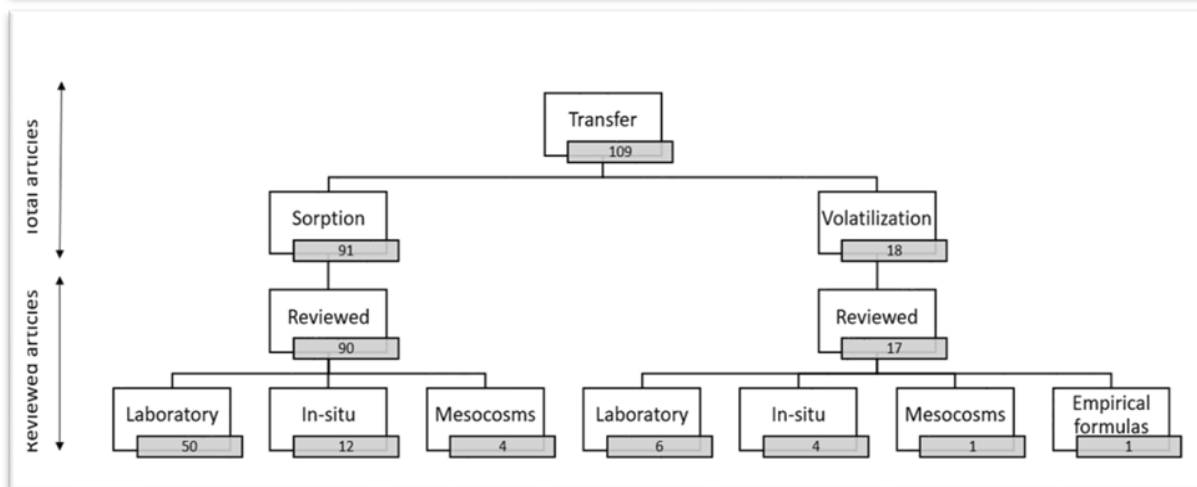 Total articles
Reviewed articles
Transfer
109
Sorption
91
Volatilization
18
Reviewed
90
Reviewed
17
Laboratory
50
In-situ
12
Mesocosms
4
Laboratory
6
In-situ
4
Mesocosms
1
Empirical
formulas
1